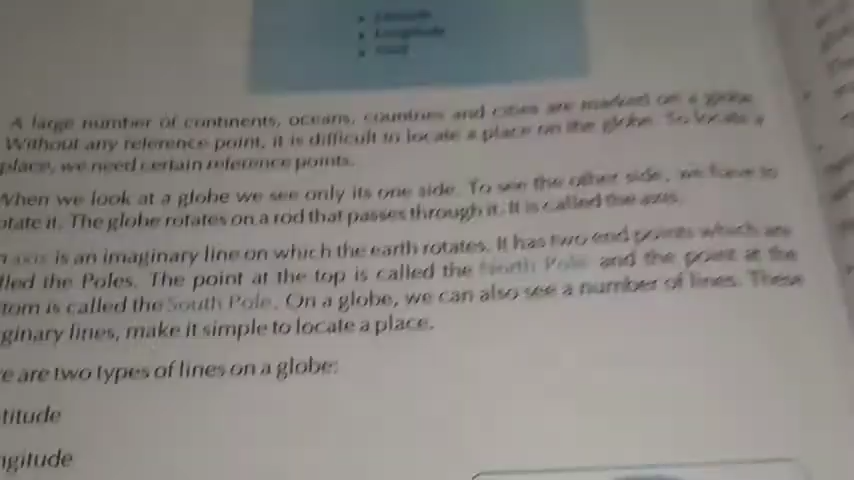 Latitude
Longitude
A large number of continents, oceans, countries and cities are marked on a globe.
Without any reference point, it is difficult to locate a place on the globe. To locate a
place, we need certain reference points.
When we look at a globe we see only its one side. To see the other side, we have to
otate it. The globe rotates on a rod that passes through it. It is called the axis.
axis is an imaginary line on which the earth rotates. It has two end points which are
lled the Poles. The point at the top is called the North Pole and the point at the
tom is called the South Pole. On a globe, we can also see a number of lines. These
ginary lines, make it simple to locate a place.
e are two types of lines on a globe:
titude
ngitude